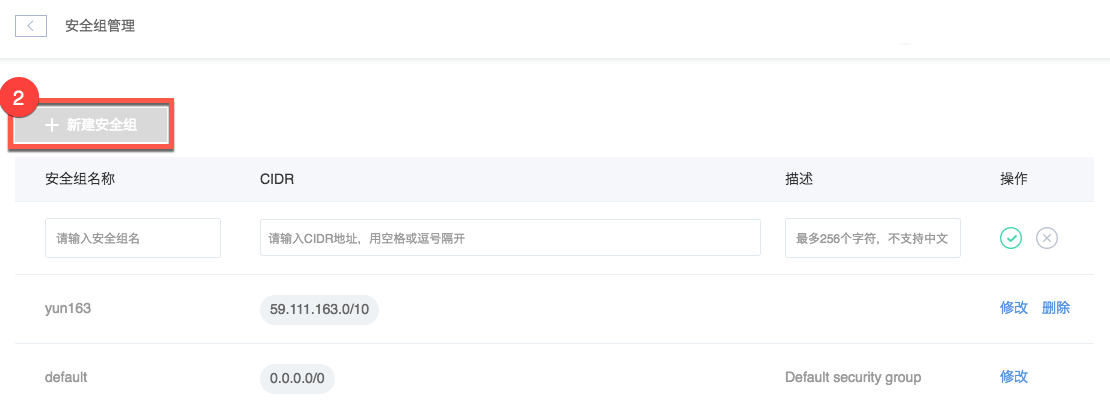 安全组管理
2
新建安全组
安全组名称 CIDR 描述 操作
请输入安全组名 请输入CIDR地址，用空格或逗号隔开 最多256个字符，不支持中文
yun163 59.111.163.0/10 修改 删除
default 0.0.0.0/0 Default security group 修改